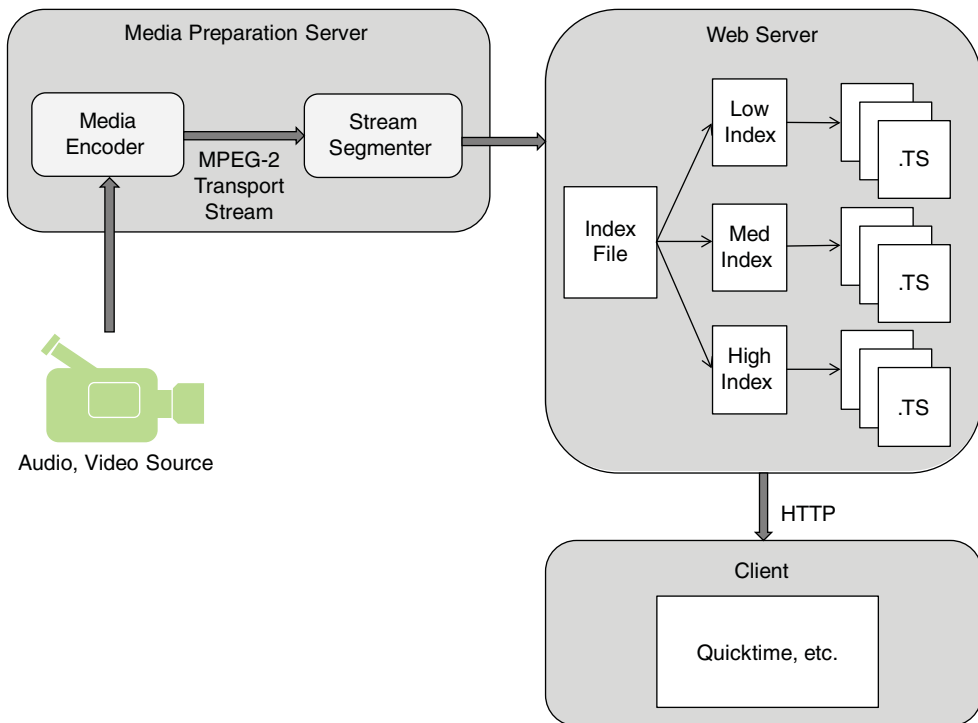 Media Preparation Server
Media
Encoder
Stream
Segmenter
MPEG-2
Transport
Stream
Audio, Video Source
Web Server
Index
File
Low
Index
.TS
Med
Index
.TS
High
Index
.TS
HTTP
Client
Quicktime, etc.